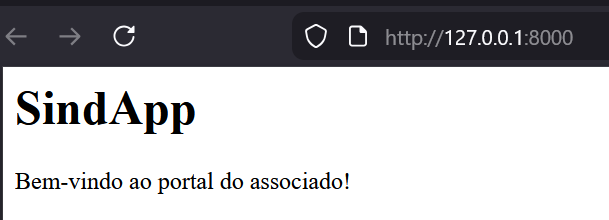 http://127.0.0.1:8000
SindApp
Bem-vindo ao portal do associado!